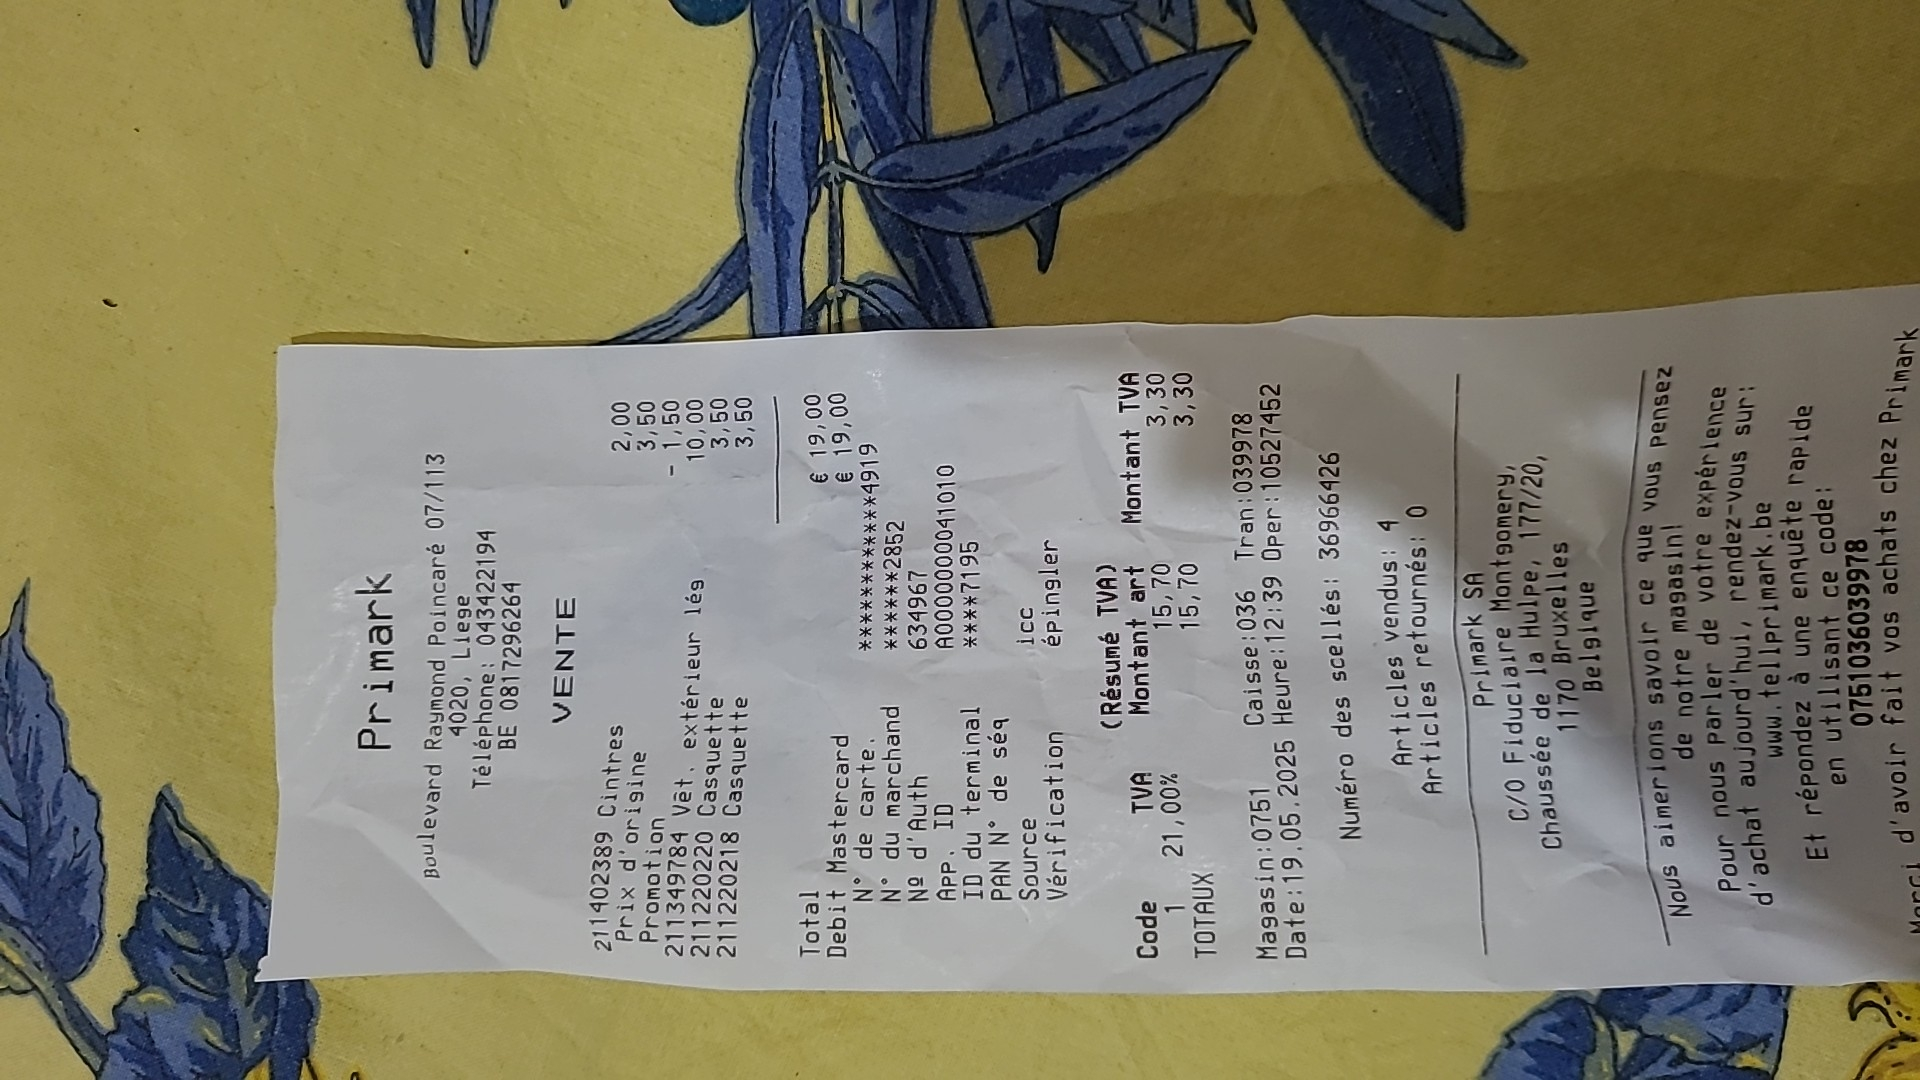 Primark
Boulevard Raymond Poincaré 07/113
4020, Liege
Téléphone: 043422194
BE 0817296264
VENTE
211402389 Cintres 2,00
Prix d'origine 3,50
Promotion - 1,50
211349784 Vêt. extérieur lég 10,00
211220220 Casquette 3,50
211220218 Casquette 3,50
Total € 19,00
Debit Mastercard € 19,00
N° de carte. ************4919
N° du marchand ******2852
Nº d'Auth 634967
App. ID A0000000041010
ID du terminal ****7195
PAN N° de séq
Source icc
Vérification épingler
(Résumé TVA)
Code TVA Montant art Montant TVA
1 21,00% 15,70 3,30
TOTAUX 15,70 3,30
Magasin:0751 Caisse:036 Tran:039978
Date:19.05.2025 Heure:12:39 Oper:10527452
Numéro des scellés: 36966426
Articles vendus: 4
Articles retournés: 0
Primark SA
C/O Fiduciaire Montgomery,
Chaussée de la Hulpe, 177/20,
1170 Bruxelles
Belgique
Nous aimerions savoir ce que vous pensez
de notre magasin!
Pour nous parler de votre expérience
d'achat aujourd'hui, rendez-vous sur:
www.tellprimark.be
Et répondez à une enquête rapide
en utilisant ce code:
0751036039978
Merci d'avoir fait vos achats chez Primark